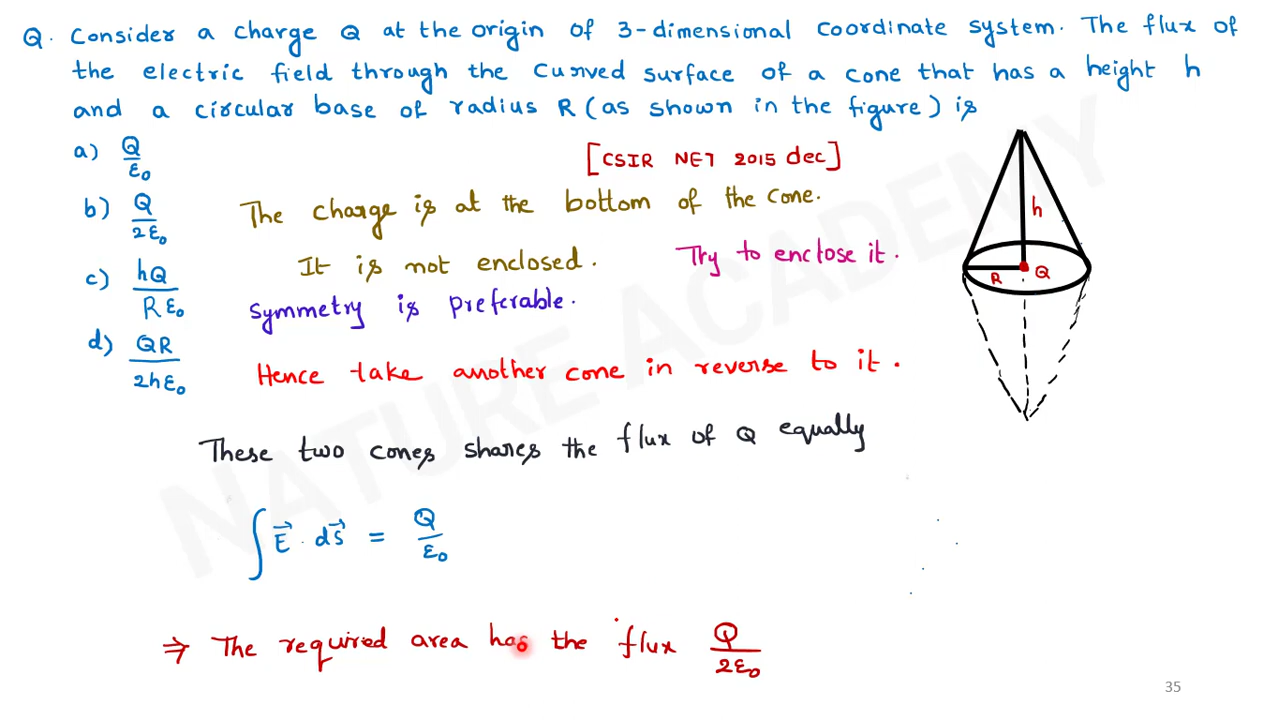 Q. Consider a charge Q at the origin of 3-dimensional coordinate system. The flux of
the electric field through the curved surface of a cone that has a height h
and a circular base of radius R (as shown in the figure) is
a) Q/ε₀
[CSIR NET 2015 dec]
b) Q/2ε₀
The charge is at the bottom of the cone.
h
It is not enclosed.
Try to enclose it.
c) hQ/Rε₀
R
Q
Symmetry is preferable.
d) QR/2hε₀
Hence take another cone in reverse to it.
These two cones shares the flux of Q equally
∫ E⃗ . ds⃗ = Q/ε₀
⇒ The required area has the flux Q/2ε₀
NATURE ACADEMY
35